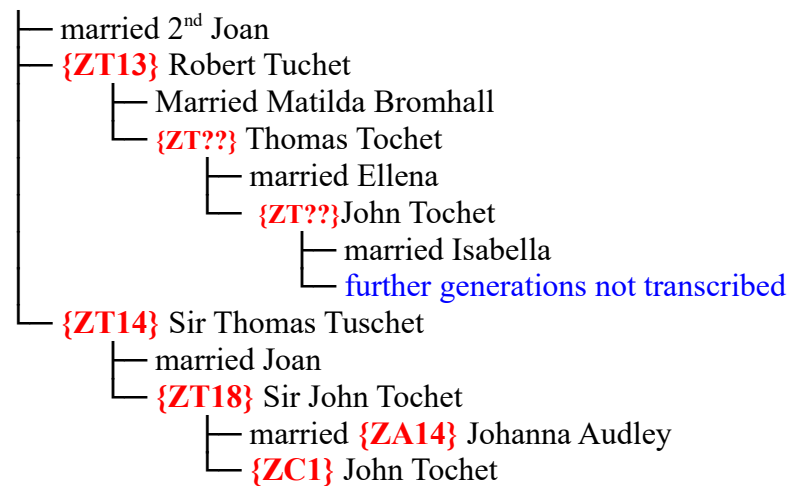 married 2nd Joan
{ZT13} Robert Tuchet
Married Matilda Bromhall
{ZT??} Thomas Tochet
married Ellena
{ZT??}John Tochet
married Isabella
further generations not transcribed
{ZT14} Sir Thomas Tuschet
married Joan
{ZT18} Sir John Tochet
married {ZA14} Johanna Audley
{ZC1} John Tochet